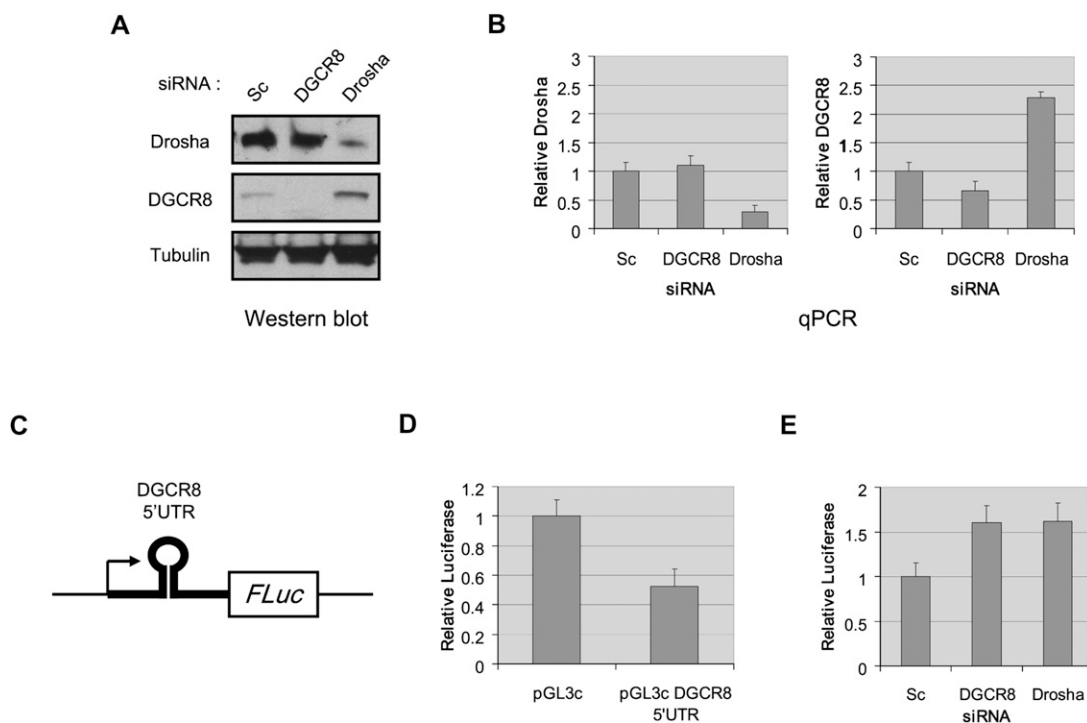 A
siRNA :
Sc
DGCR8
Drosha
Drosha
DGCR8
Tubulin
Western blot
B
Relative Drosha
3
2.5
2
1.5
1
0.5
0
Sc
DGCR8
Drosha
siRNA
Relative DGCR8
3
2.5
2
1.5
1
0.5
0
Sc
DGCR8
Drosha
siRNA
qPCR
C
DGCR8
5'UTR
FLuc
D
Relative Luciferase
1.2
1
0.8
0.6
0.4
0.2
0
pGL3c
pGL3c DGCR8
5'UTR
E
Relative Luciferase
2
1.5
1
0.5
0
Sc
DGCR8
Drosha
siRNA